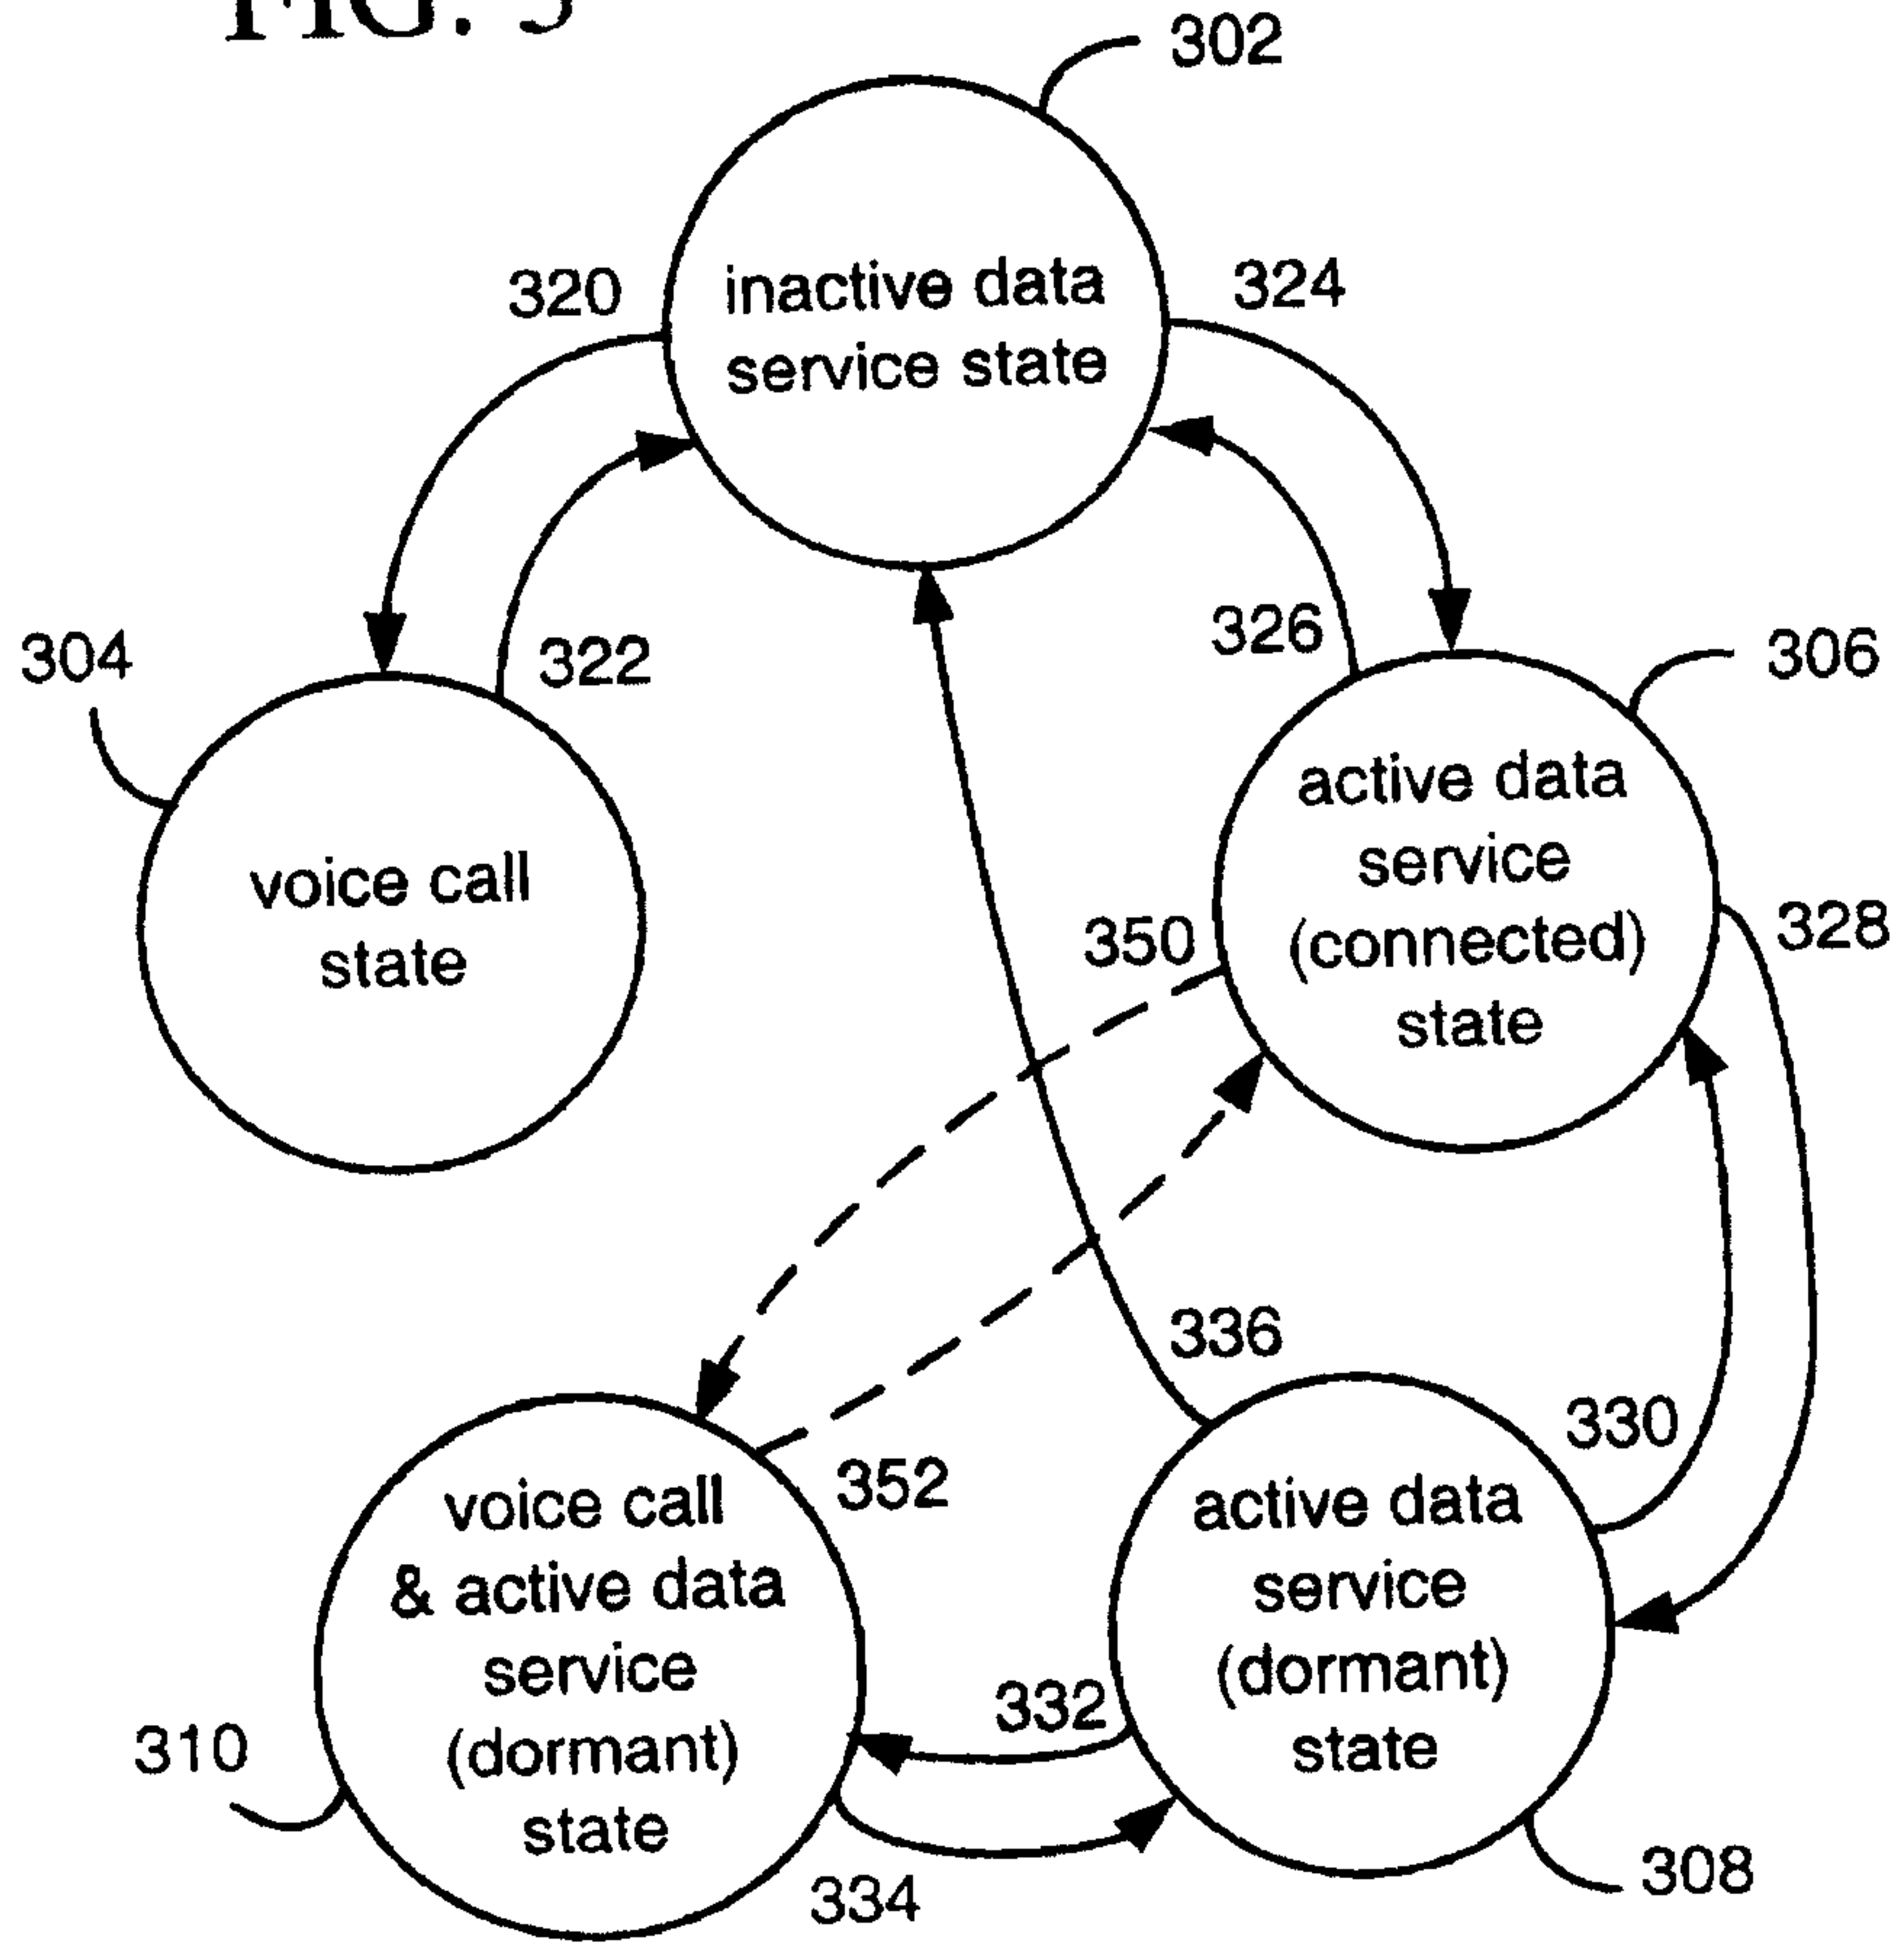 FIG. 3
302
320
inactive data
service state
324
304
322
326
306
voice call
state
active data
service
(connected)
state
350
328
336
330
352
voice call
& active data
service
(dormant)
state
active data
service
(dormant)
state
332
310
334
308